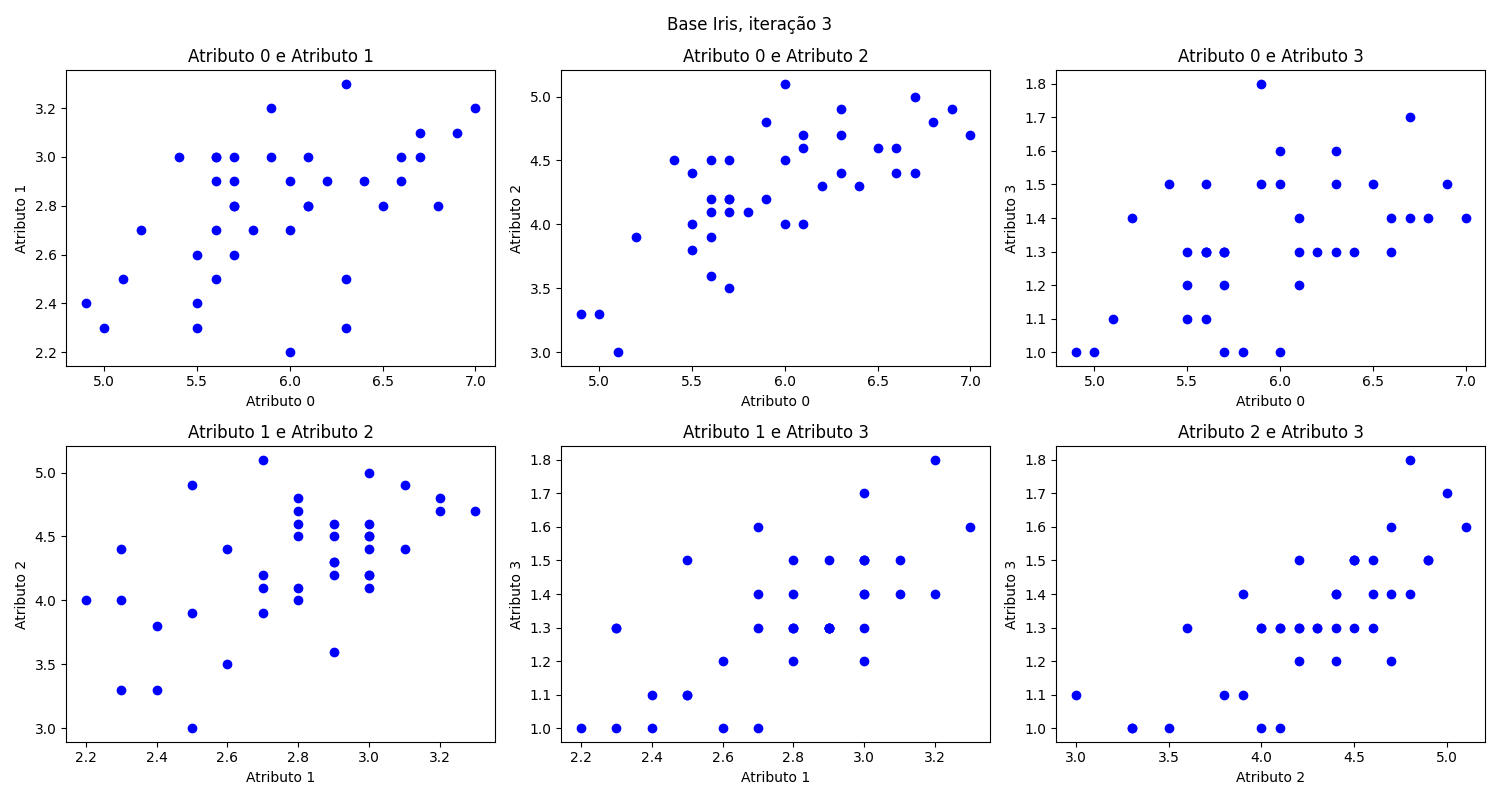 Base Iris, iteração 3
Atributo 0 e Atributo 1
3.2
3.0
2.8
2.6
2.4
2.2
Atributo 1
5.0 5.5 6.0 6.5 7.0
Atributo 0
Atributo 0 e Atributo 2
5.0
4.5
4.0
3.5
3.0
Atributo 2
5.0 5.5 6.0 6.5 7.0
Atributo 0
Atributo 0 e Atributo 3
1.8
1.7
1.6
1.5
1.4
1.3
1.2
1.1
1.0
Atributo 3
5.0 5.5 6.0 6.5 7.0
Atributo 0
Atributo 1 e Atributo 2
5.0
4.5
4.0
3.5
3.0
Atributo 2
2.2 2.4 2.6 2.8 3.0 3.2
Atributo 1
Atributo 1 e Atributo 3
1.8
1.7
1.6
1.5
1.4
1.3
1.2
1.1
1.0
Atributo 3
2.2 2.4 2.6 2.8 3.0 3.2
Atributo 1
Atributo 2 e Atributo 3
1.8
1.7
1.6
1.5
1.4
1.3
1.2
1.1
1.0
Atributo 3
3.0 3.5 4.0 4.5 5.0
Atributo 2